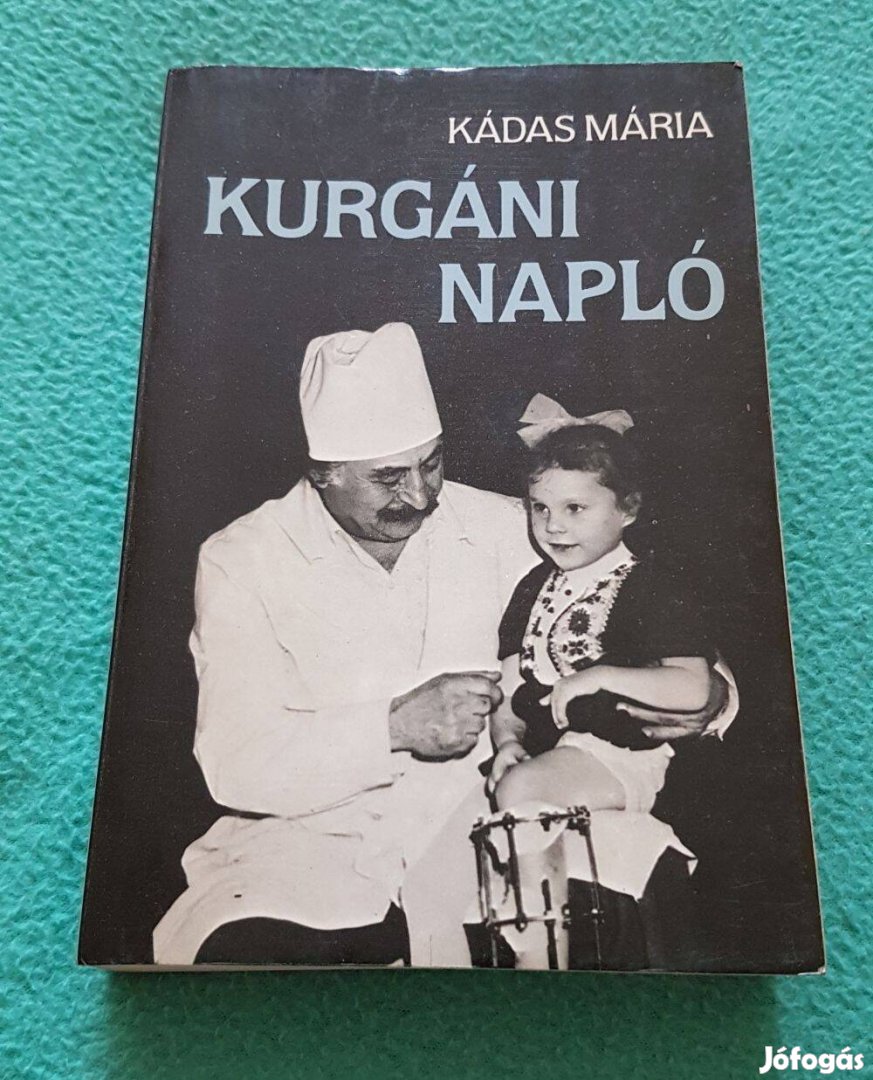 KÁDAS MÁRIA
KURGÁNI
NAPLÓ
Jófogás